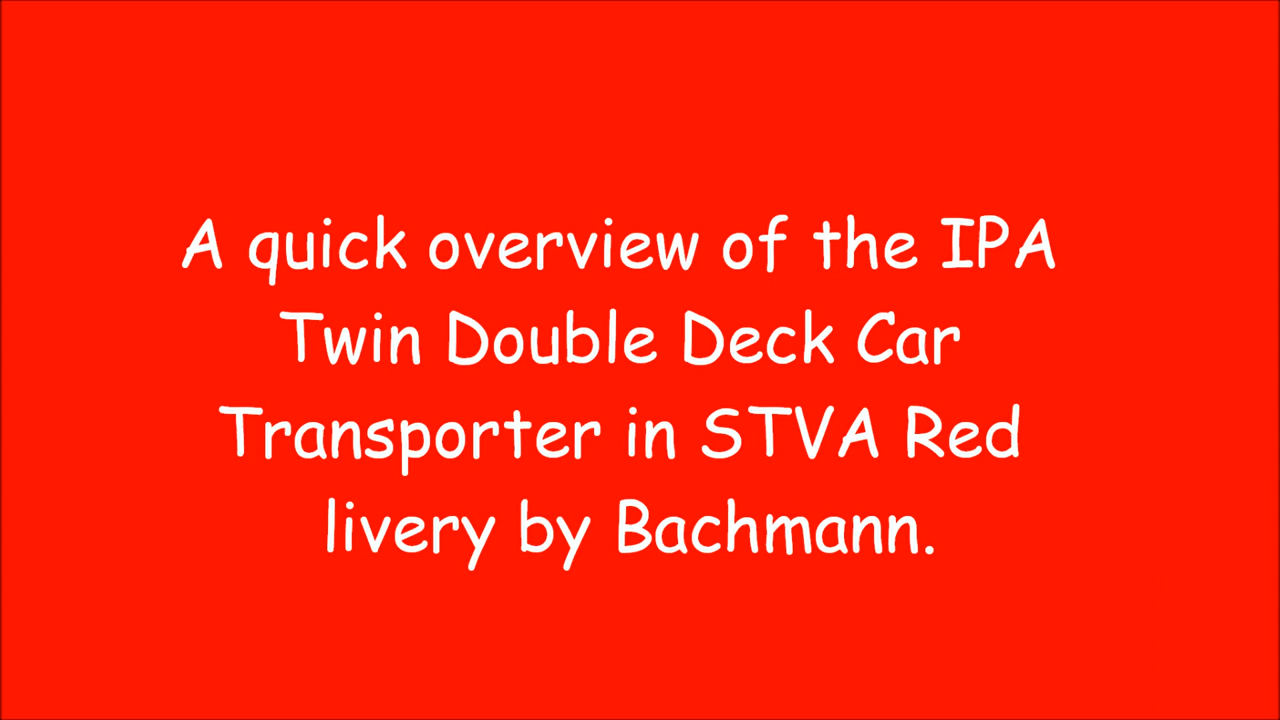 A quick overview of the IPA
Twin Double Deck Car
Transporter in STVA Red
livery by Bachmann.